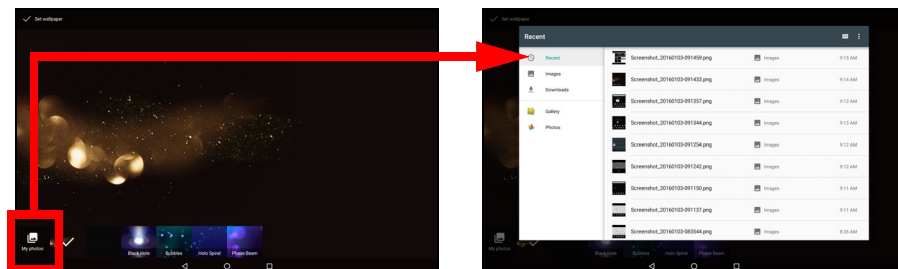 Set wallpaper
My photos
Black Hole
Bubbles
Holo Spiral
Phase Beam
Set wallpaper
Recent
Recent
Images
Downloads
Gallery
Photos
Screenshot_20160103-091459.png Images 9:15 AM
Screenshot_20160103-091433.png Images 9:14 AM
Screenshot_20160103-091357.png Images 9:13 AM
Screenshot_20160103-091344.png Images 9:13 AM
Screenshot_20160103-091254.png Images 9:12 AM
Screenshot_20160103-091242.png Images 9:12 AM
Screenshot_20160103-091150.png Images 9:11 AM
Screenshot_20160103-091137.png Images 9:11 AM
Screenshot_20160103-083544.png Images 8:35 AM
My photos
Black Hole
Bubbles
Holo Spiral
Phase Beam